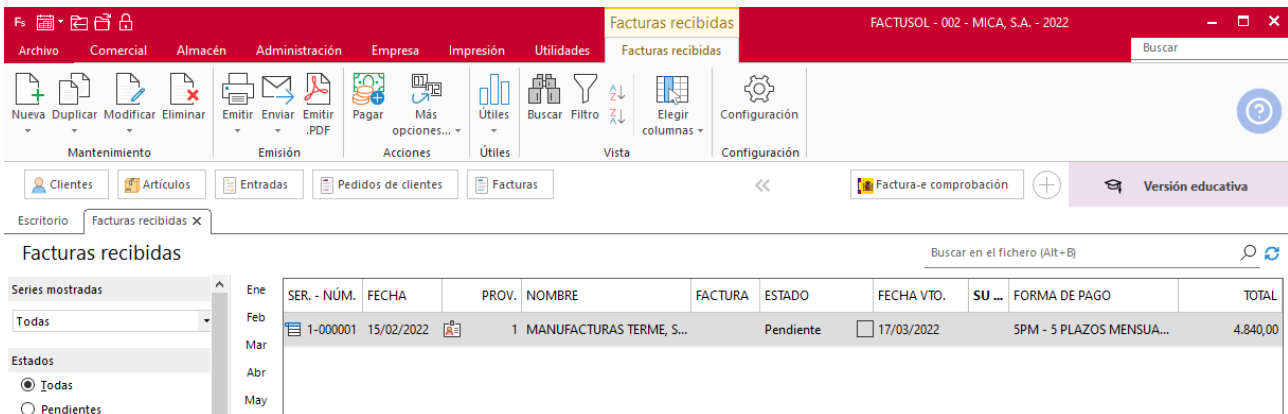 Fs Facturas recibidas FACTUSOL - 002 - MICA, S.A. - 2022
Archivo Comercial Almacén Administración Empresa Impresión Utilidades Facturas recibidas Buscar
Nueva Duplicar Modificar Eliminar Emitir Enviar Emitir .PDF Pagar Más opciones... Útiles Buscar Filtro Elegir columnas Configuración
Mantenimiento Emisión Acciones Útiles Vista Configuración
Clientes Artículos Entradas Pedidos de clientes Facturas Factura-e comprobación Versión educativa
Escritorio Facturas recibidas
Facturas recibidas Buscar en el fichero (Alt+B)
Series mostradas Ene SER. - NÚM. FECHA PROV. NOMBRE FACTURA ESTADO FECHA VTO. SU ... FORMA DE PAGO TOTAL
Todas Feb 1-000001 15/02/2022 1 MANUFACTURAS TERME, S... Pendiente 17/03/2022 5PM - 5 PLAZOS MENSUA... 4.840,00
Mar
Estados Abr
Todas
Pendientes May